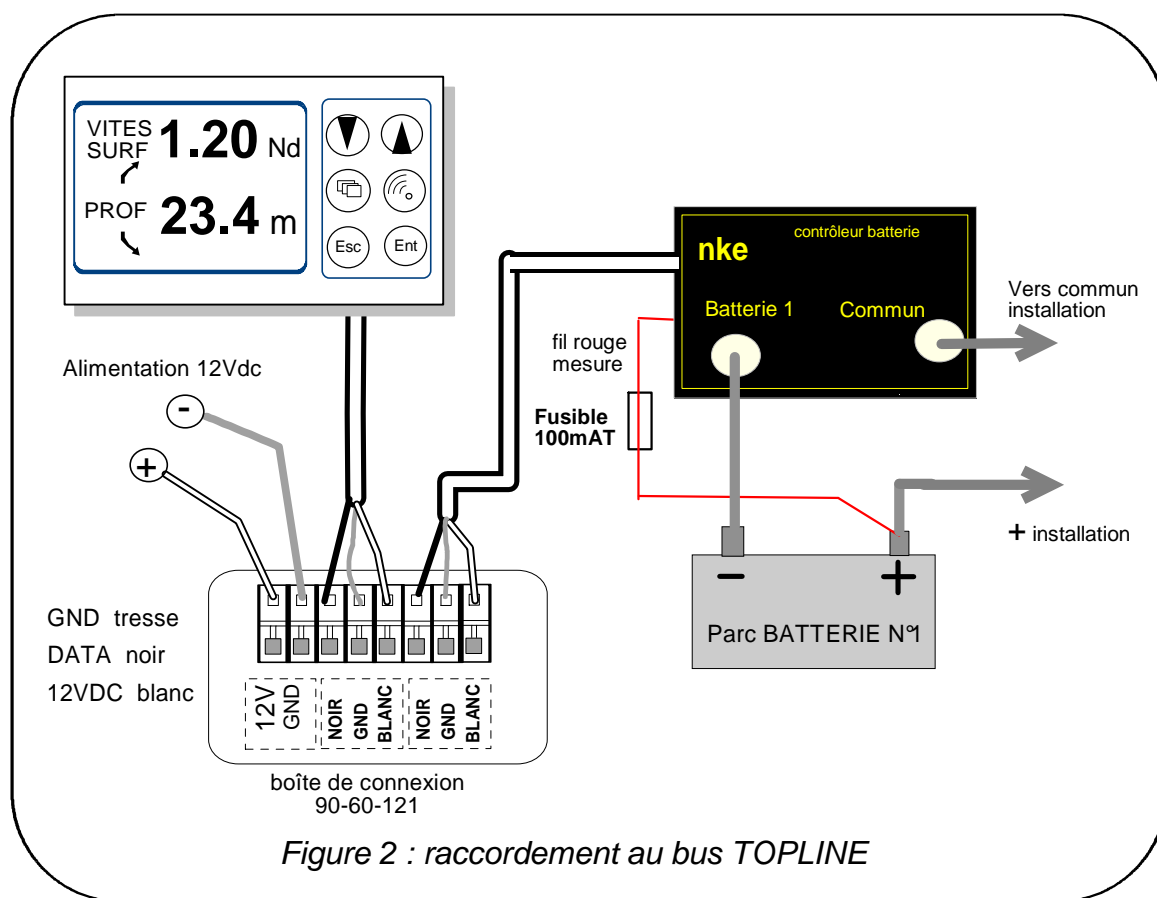 VITES
SURF 1.20 Nd
PROF 23.4 m
Esc Ent
contrôleur batterie
nke
Batterie 1 Commun
Vers commun
installation
fil rouge
mesure
Alimentation 12Vdc
-
+
Fusible
100mAT
+ installation
- +
Parc BATTERIE N°1
GND tresse
DATA noir
12VDC blanc
12V
GND
NOIR
GND
BLANC
NOIR
GND
BLANC
boîte de connexion
90-60-121
Figure 2 : raccordement au bus TOPLINE